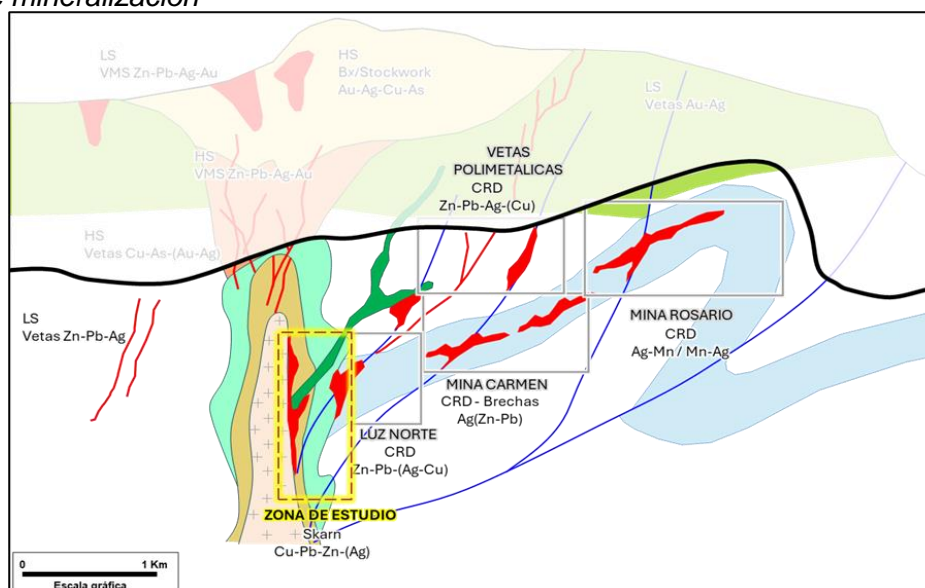 mineralización
LS
VMS Zn-Pb-Ag-Au
HS
Bx/Stockwork
Au-Ag-Cu-As
LS
Vetas Au-Ag
HS
VMS Zn-Pb-Ag-Au
VETAS
POLIMETALICAS
CRD
Zn-Pb-Ag-(Cu)
HS
Vetas Cu-As-(Au-Ag)
LS
Vetas Zn-Pb-Ag
MINA ROSARIO
CRD
Ag-Mn / Mn-Ag
MINA CARMEN
CRD - Brechas
Ag(Zn-Pb)
LUZ NORTE
CRD
Zn-Pb-(Ag-Cu)
ZONA DE ESTUDIO
Skarn
Cu-Pb-Zn-(Ag)
0 1 Km
Escala gráfica